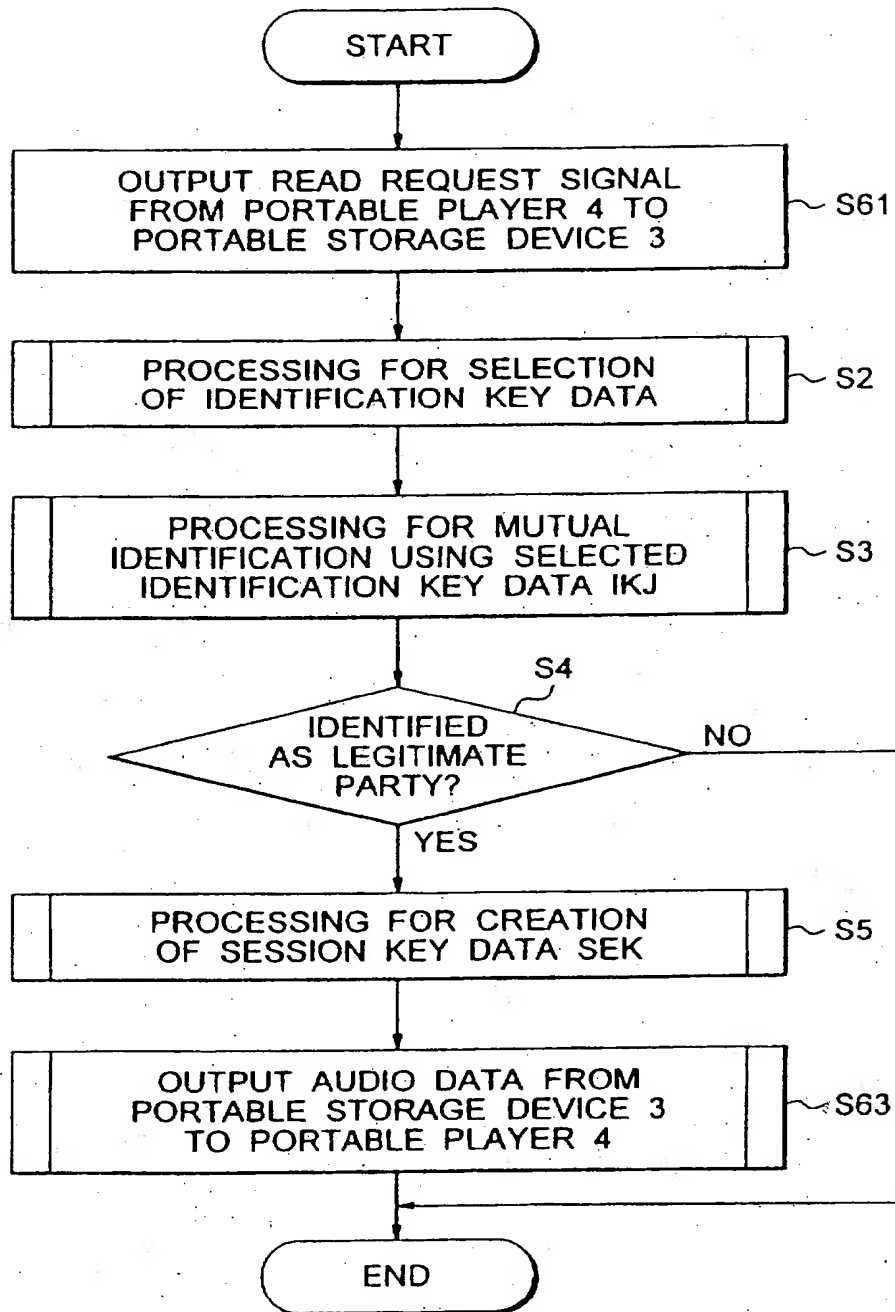 START
OUTPUT READ REQUEST SIGNAL
FROM PORTABLE PLAYER 4 TO
PORTABLE STORAGE DEVICE 3
S61
PROCESSING FOR SELECTION
OF IDENTIFICATION KEY DATA
S2
PROCESSING FOR MUTUAL
IDENTIFICATION USING SELECTED
IDENTIFICATION KEY DATA IKJ
S3
S4
IDENTIFIED
AS LEGITIMATE
PARTY?
NO
YES
PROCESSING FOR CREATION
OF SESSION KEY DATA SEK
S5
OUTPUT AUDIO DATA FROM
PORTABLE STORAGE DEVICE 3
TO PORTABLE PLAYER 4
S63
END